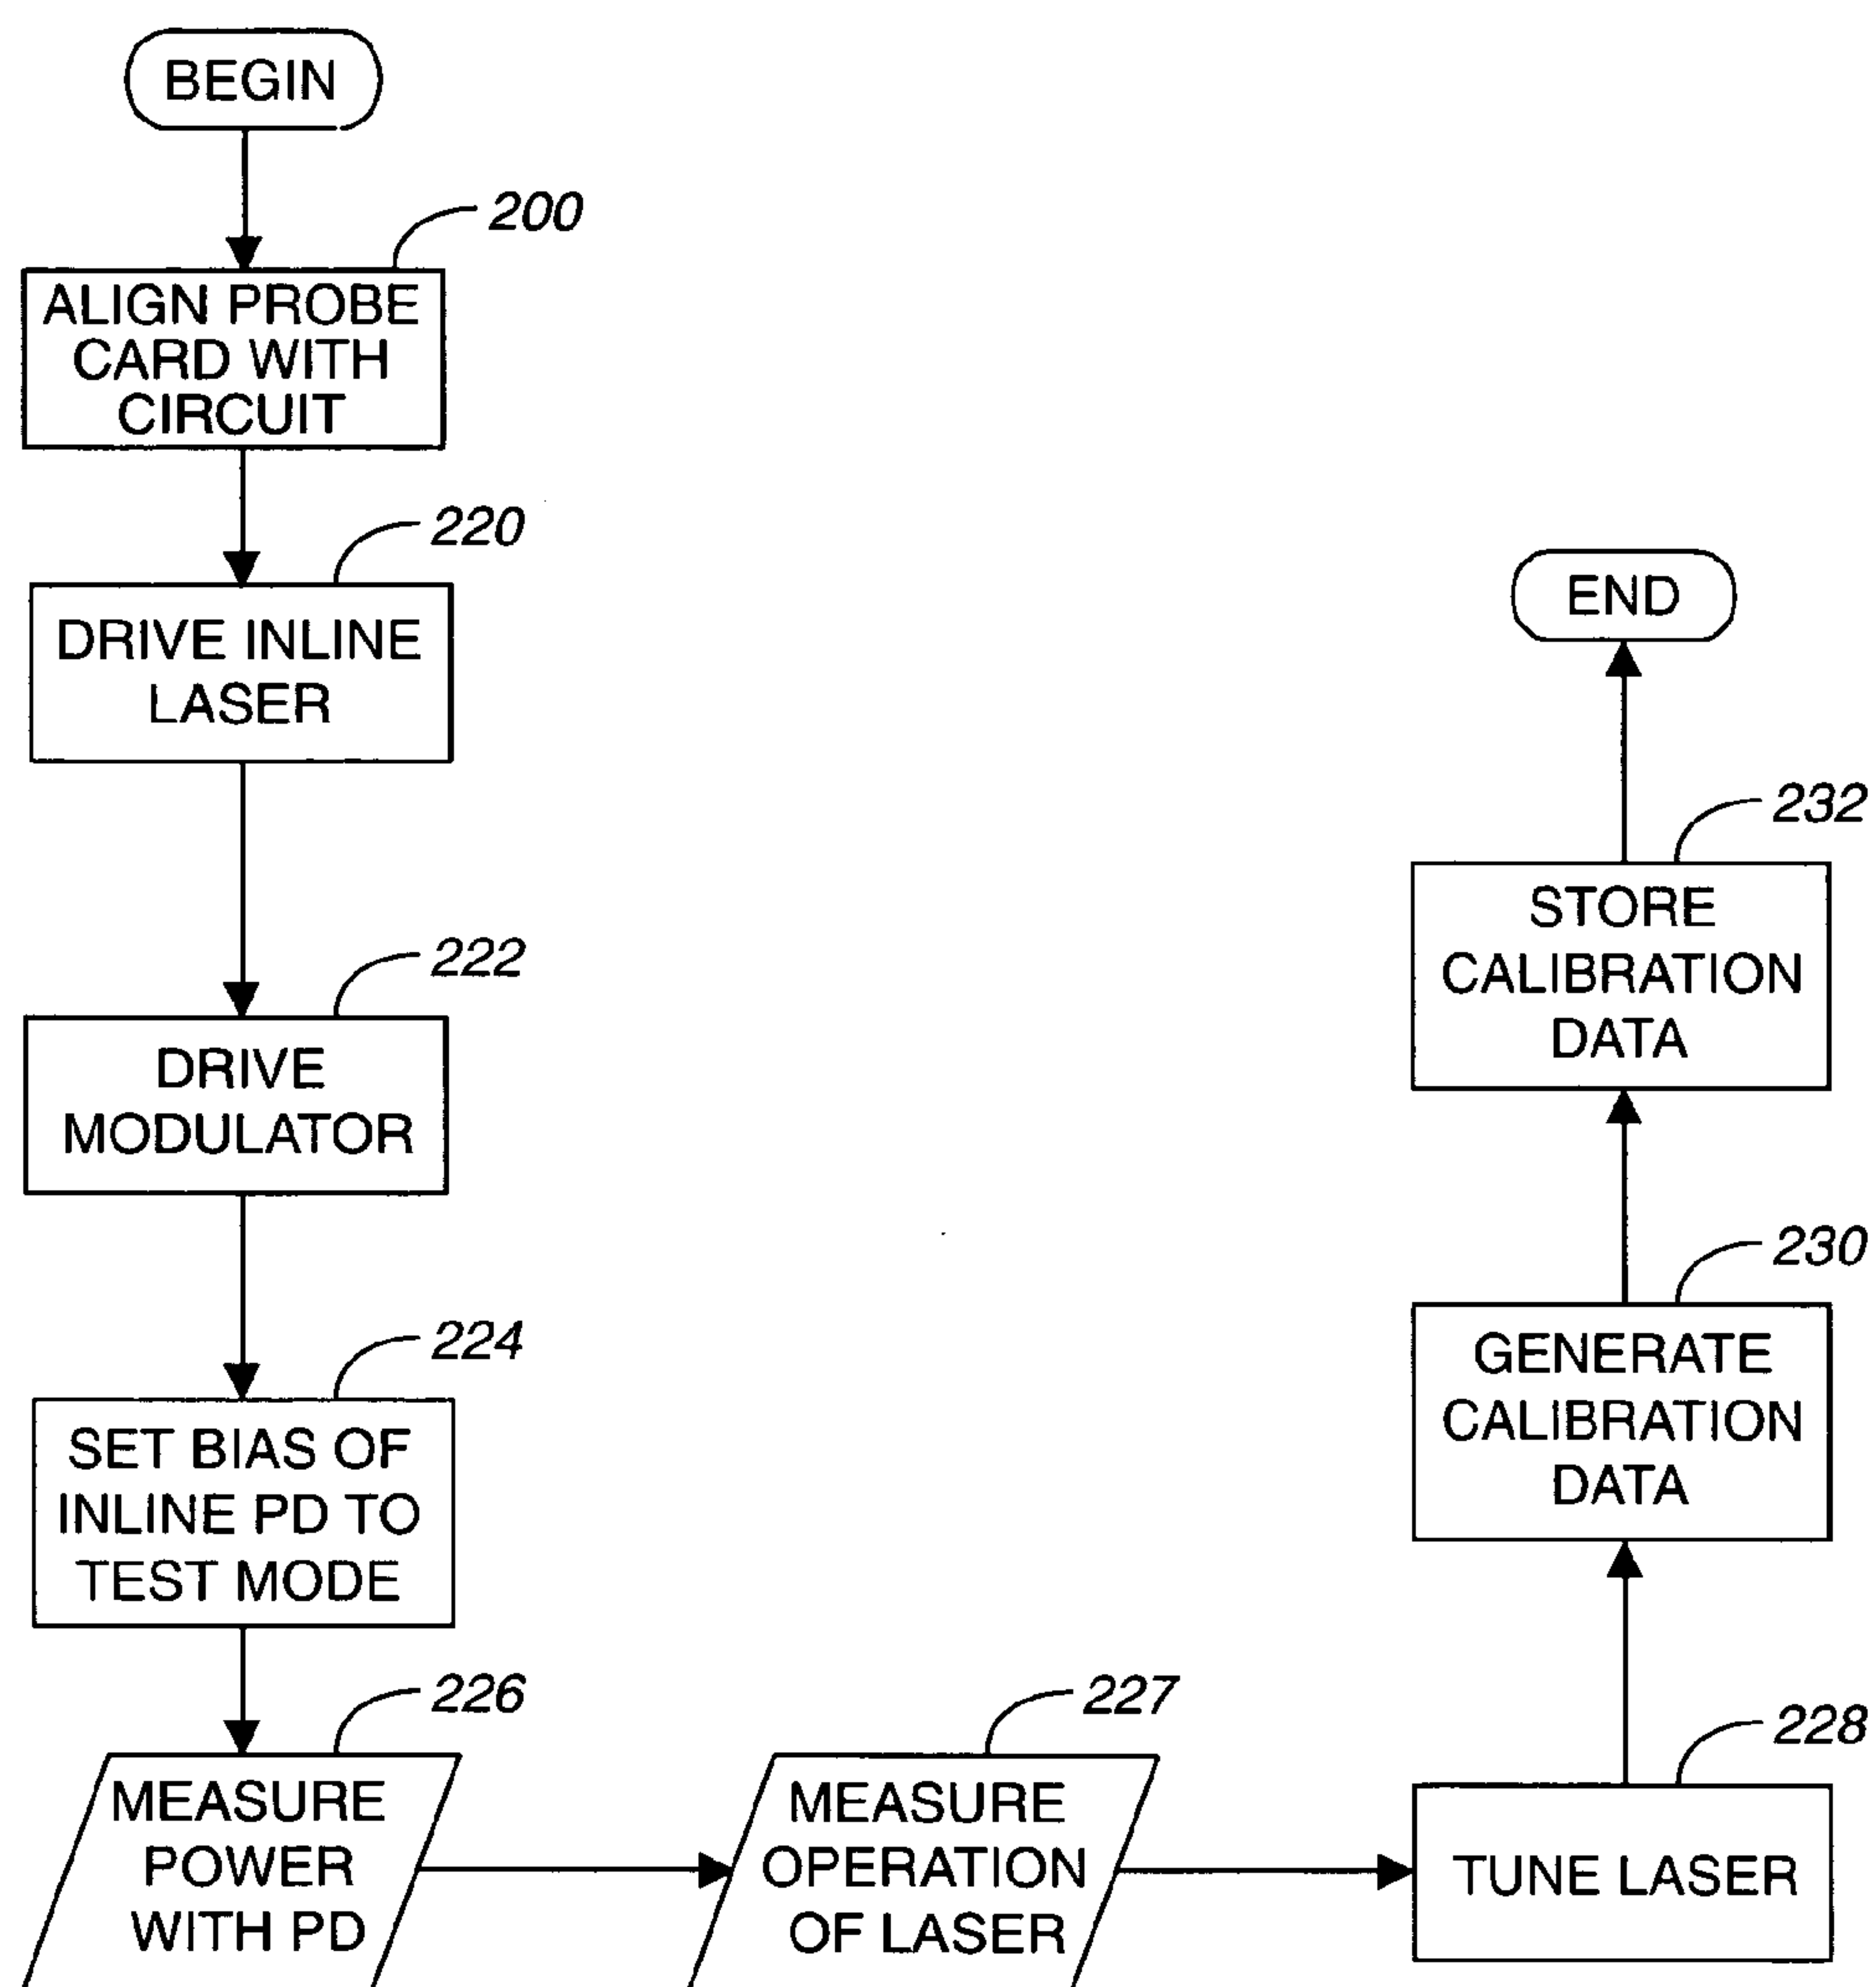 BEGIN
200
ALIGN PROBE
CARD WITH
CIRCUIT
220
DRIVE INLINE
LASER
222
DRIVE
MODULATOR
224
SET BIAS OF
INLINE PD TO
TEST MODE
226
MEASURE
POWER
WITH PD
227
MEASURE
OPERATION
OF LASER
228
TUNE LASER
230
GENERATE
CALIBRATION
DATA
232
STORE
CALIBRATION
DATA
END